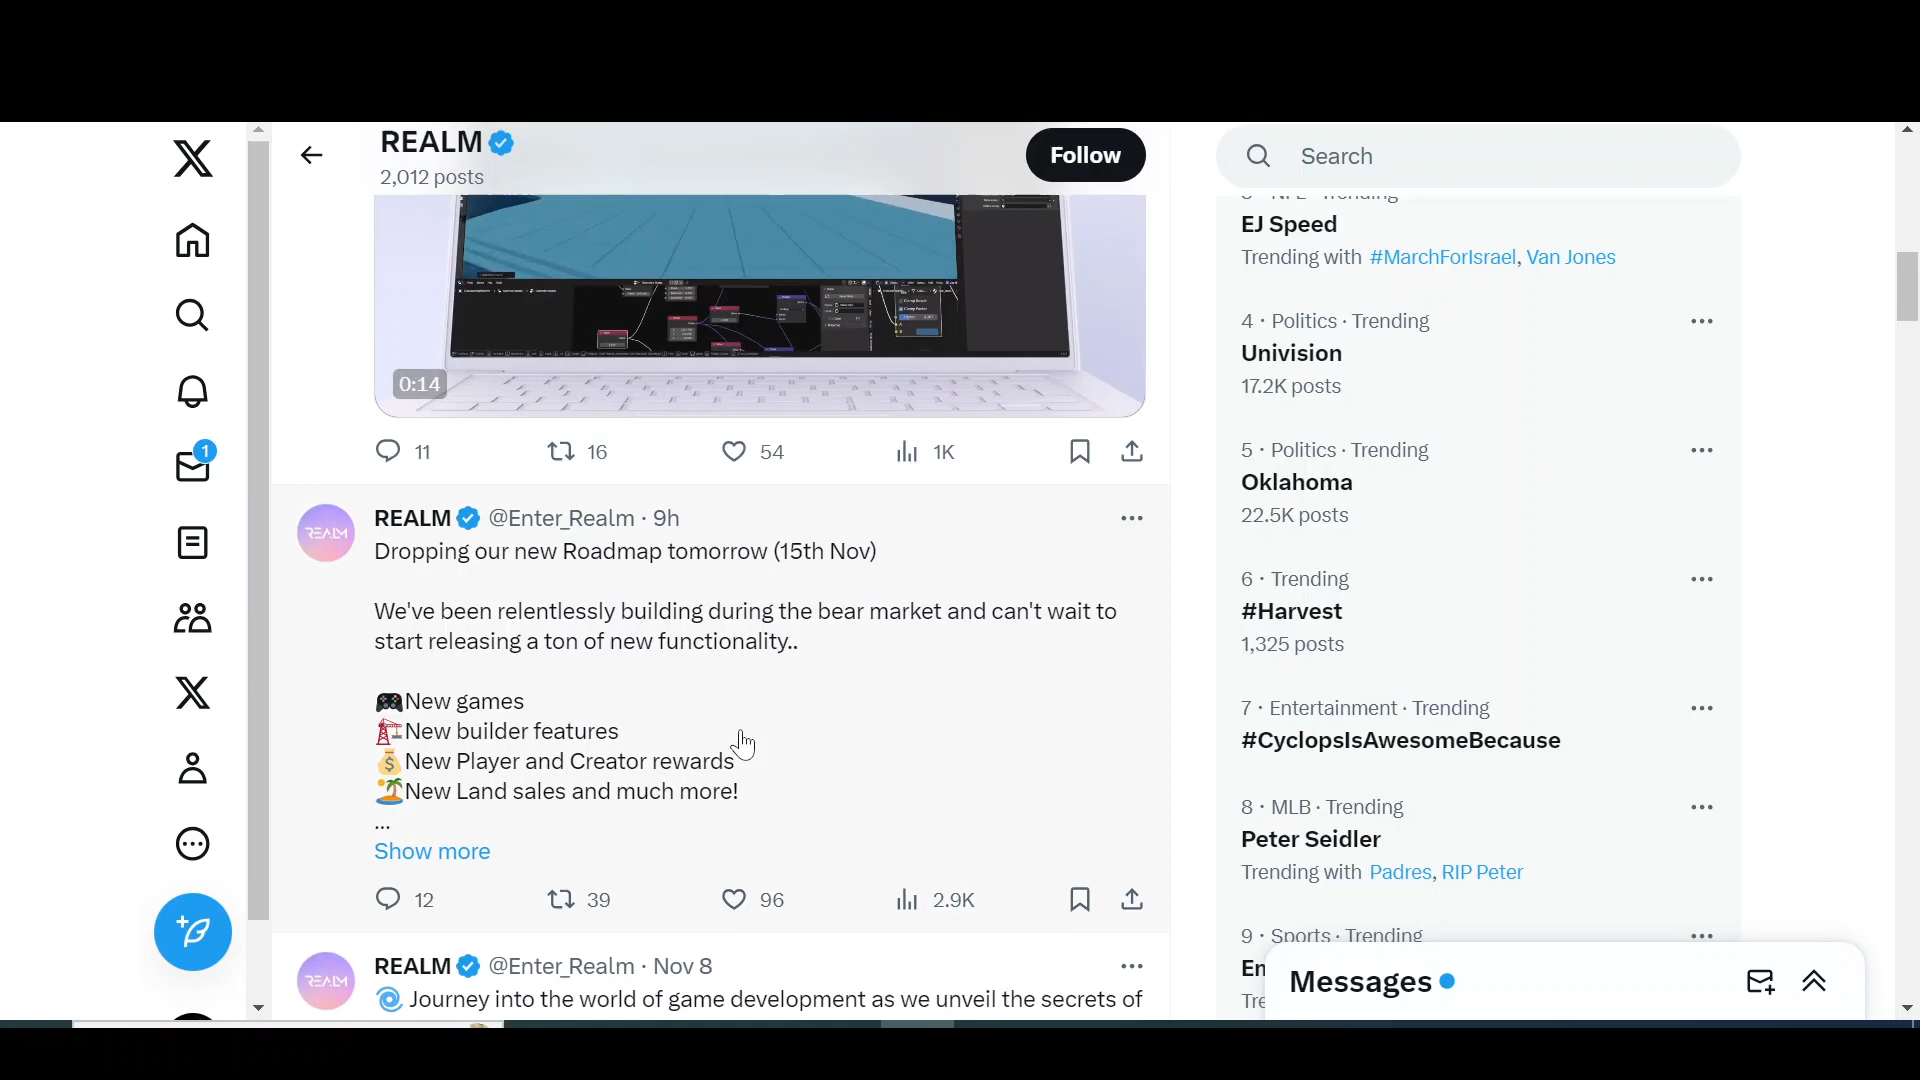 REALM
2,012 posts
Follow
Search
0:14
11
16
54
1K
REALM @Enter_Realm · 9h
Dropping our new Roadmap tomorrow (15th Nov)
We've been relentlessly building during the bear market and can't wait to
start releasing a ton of new functionality..
🎮New games
🏗️New builder features
💰New Player and Creator rewards
🏝️New Land sales and much more!
...
Show more
12
39
96
2.9K
REALM @Enter_Realm · Nov 8
🌀 Journey into the world of game development as we unveil the secrets of
1
REALM
REALM
EJ Speed
Trending with #MarchForIsrael, Van Jones
4 · Politics · Trending
Univision
17.2K posts
5 · Politics · Trending
Oklahoma
22.5K posts
6 · Trending
#Harvest
1,325 posts
7 · Entertainment · Trending
#CyclopsIsAwesomeBecause
8 · MLB · Trending
Peter Seidler
Trending with Padres, RIP Peter
9 · Sports · Trending
Messages